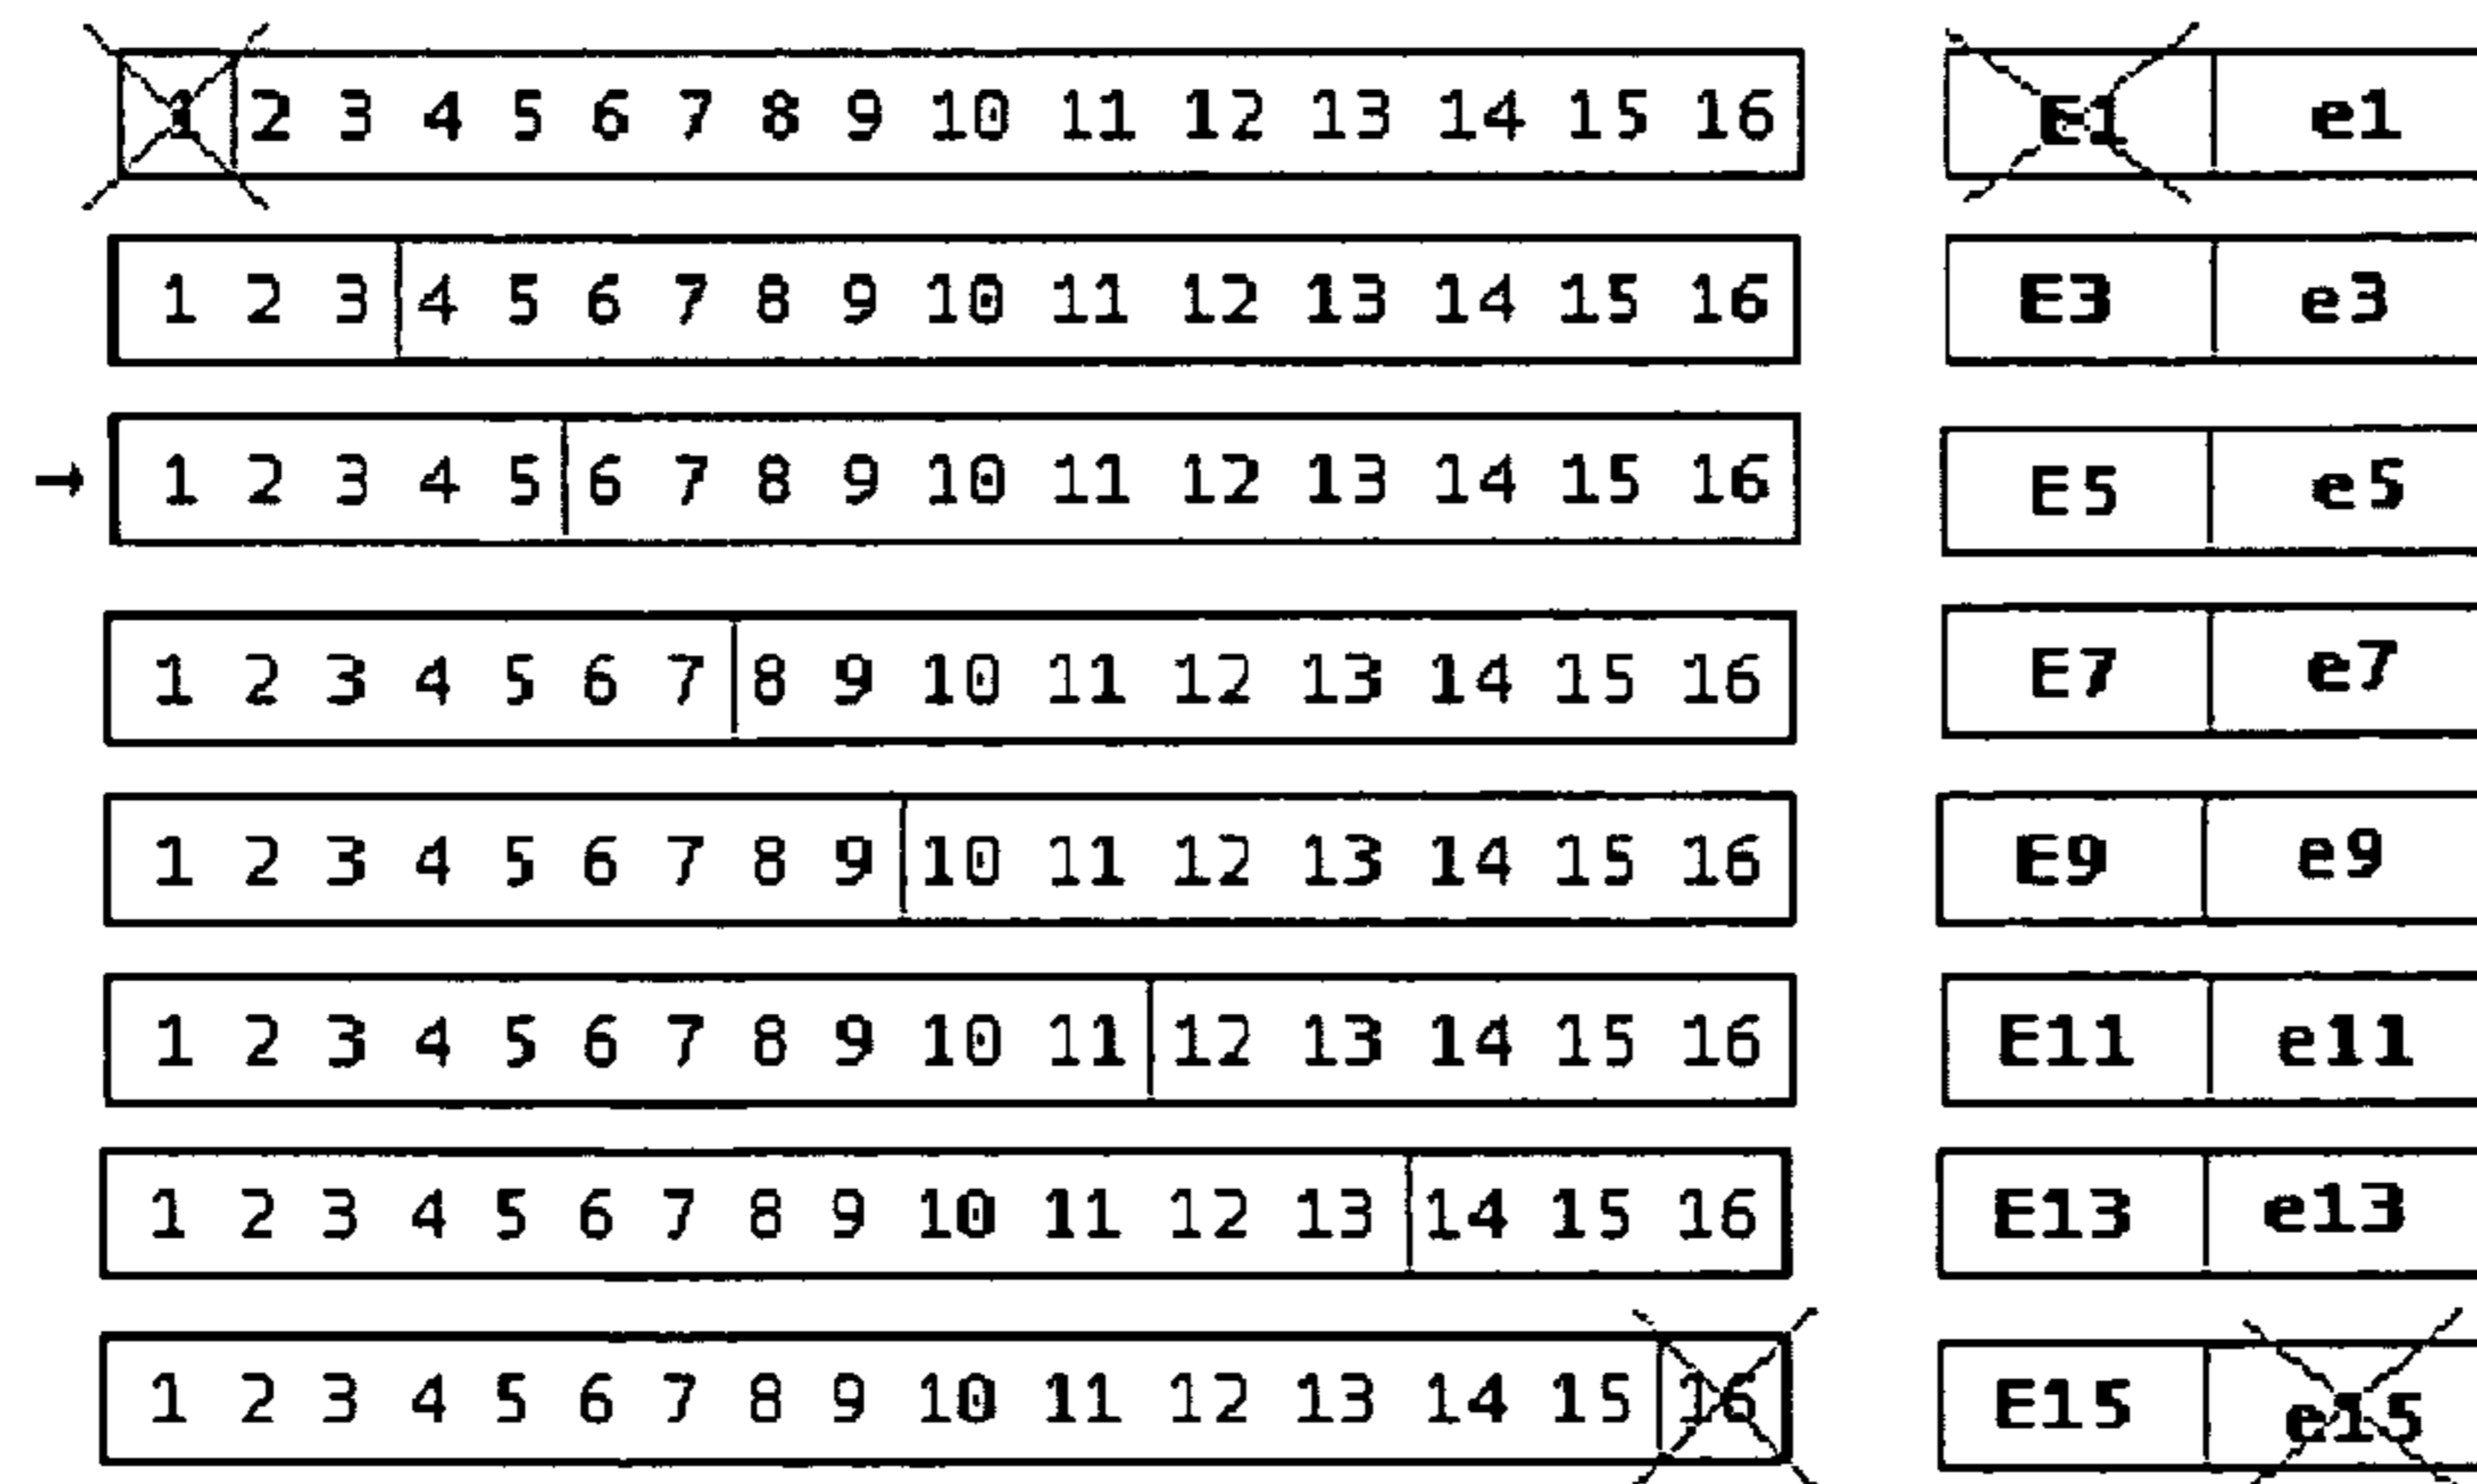 1 2 3 4 5 6 7 8 9 10 11 12 13 14 15 16 E1 e1
1 2 3 4 5 6 7 8 9 10 11 12 13 14 15 16 E3 e3
→ 1 2 3 4 5 6 7 8 9 10 11 12 13 14 15 16 E5 e5
1 2 3 4 5 6 7 8 9 10 11 12 13 14 15 16 E7 e7
1 2 3 4 5 6 7 8 9 10 11 12 13 14 15 16 E9 e9
1 2 3 4 5 6 7 8 9 10 11 12 13 14 15 16 E11 e11
1 2 3 4 5 6 7 8 9 10 11 12 13 14 15 16 E13 e13
1 2 3 4 5 6 7 8 9 10 11 12 13 14 15 16 E15 e15